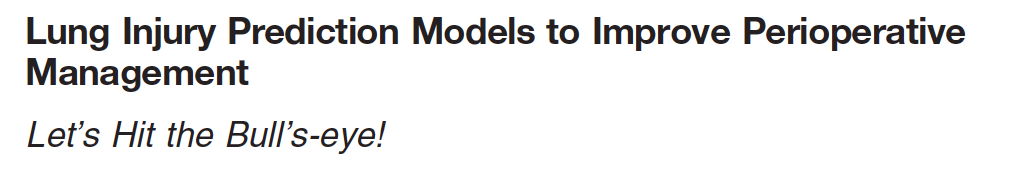 Lung Injury Prediction Models to Improve Perioperative
Management
Let’s Hit the Bull’s-eye!